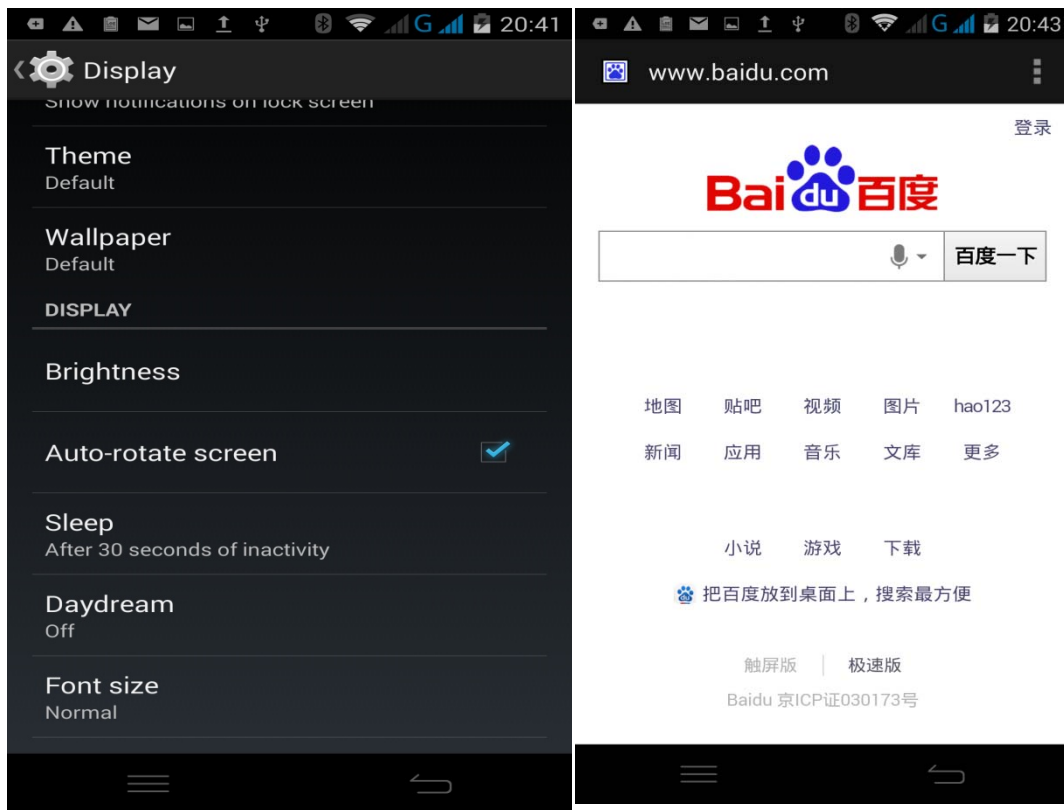 G 20:41
Display
Show notifications on lock screen
Theme
Default
Wallpaper
Default
DISPLAY
Brightness
Auto-rotate screen
Sleep
After 30 seconds of inactivity
Daydream
Off
Font size
Normal
G 20:43
www.baidu.com
登录
Bai du 百度
百度一下
地图 贴吧 视频 图片 hao123
新闻 应用 音乐 文库 更多
小说 游戏 下载
把百度放到桌面上，搜索最方便
触屏版 极速版
Baidu 京ICP证030173号